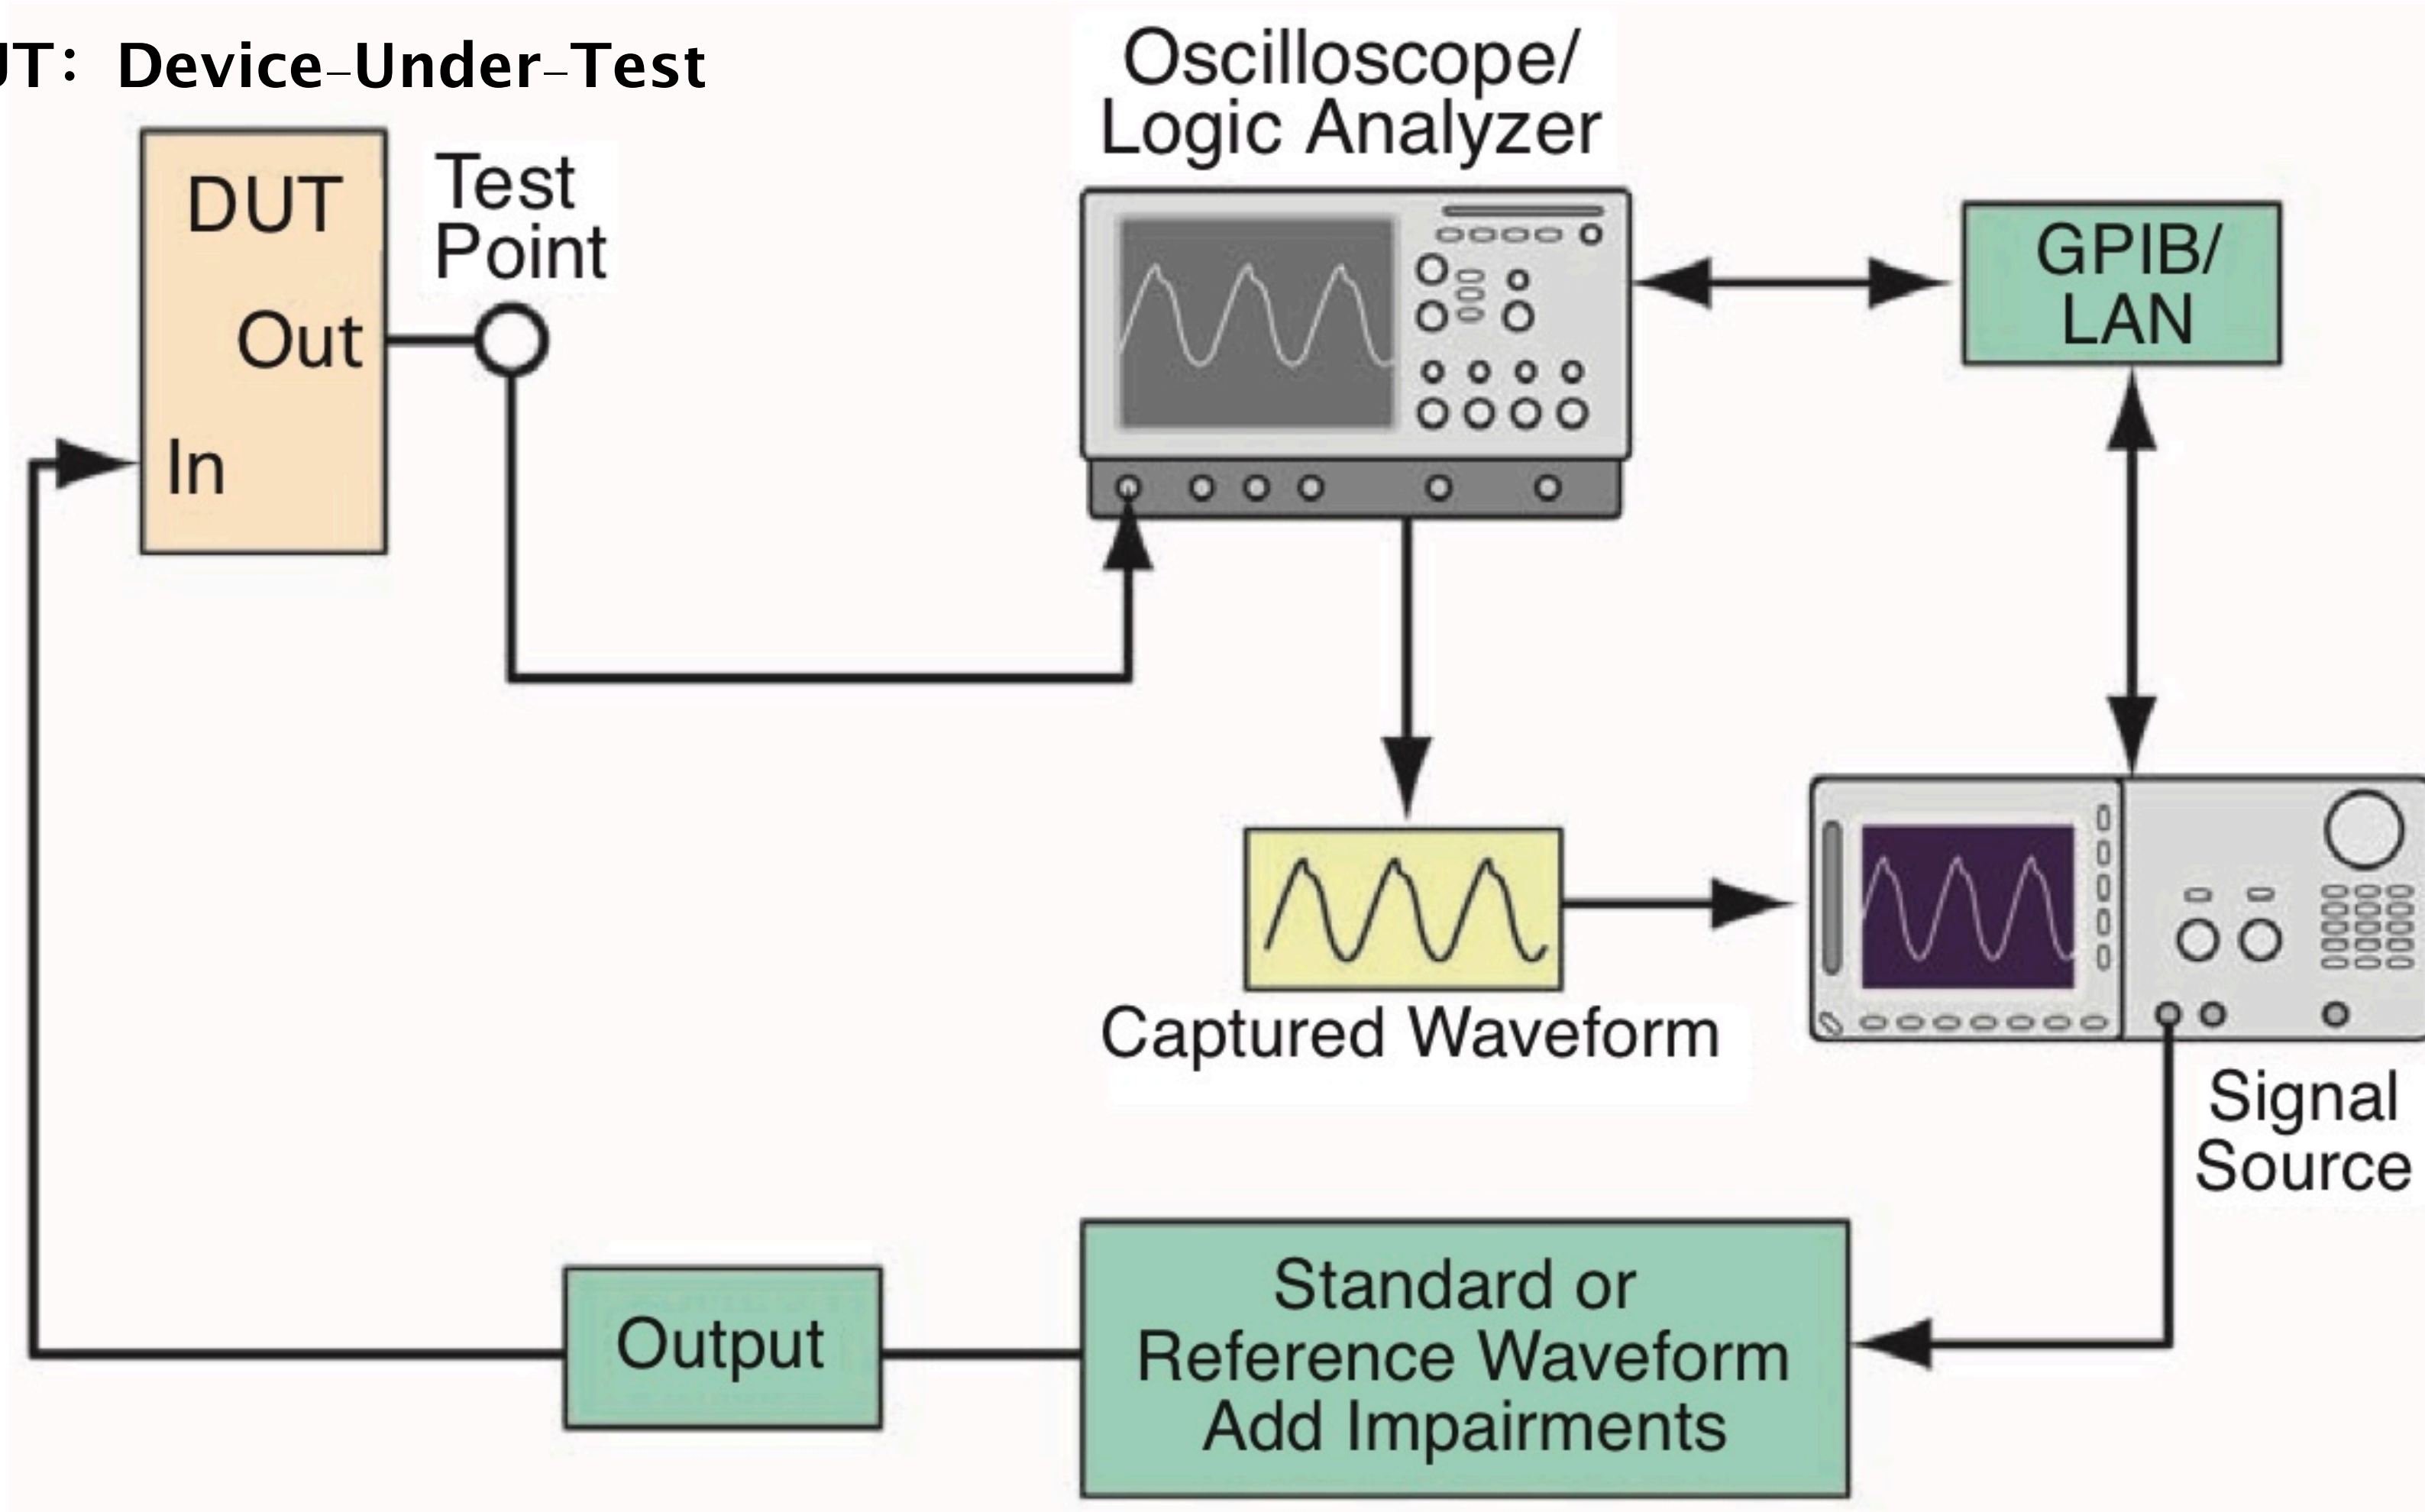 UT: Device-Under-Test
Oscilloscope/
Logic Analyzer
DUT
Test
Point
Out
In
GPIB/
LAN
Captured Waveform
Signal
Source
Output
Standard or
Reference Waveform
Add Impairments